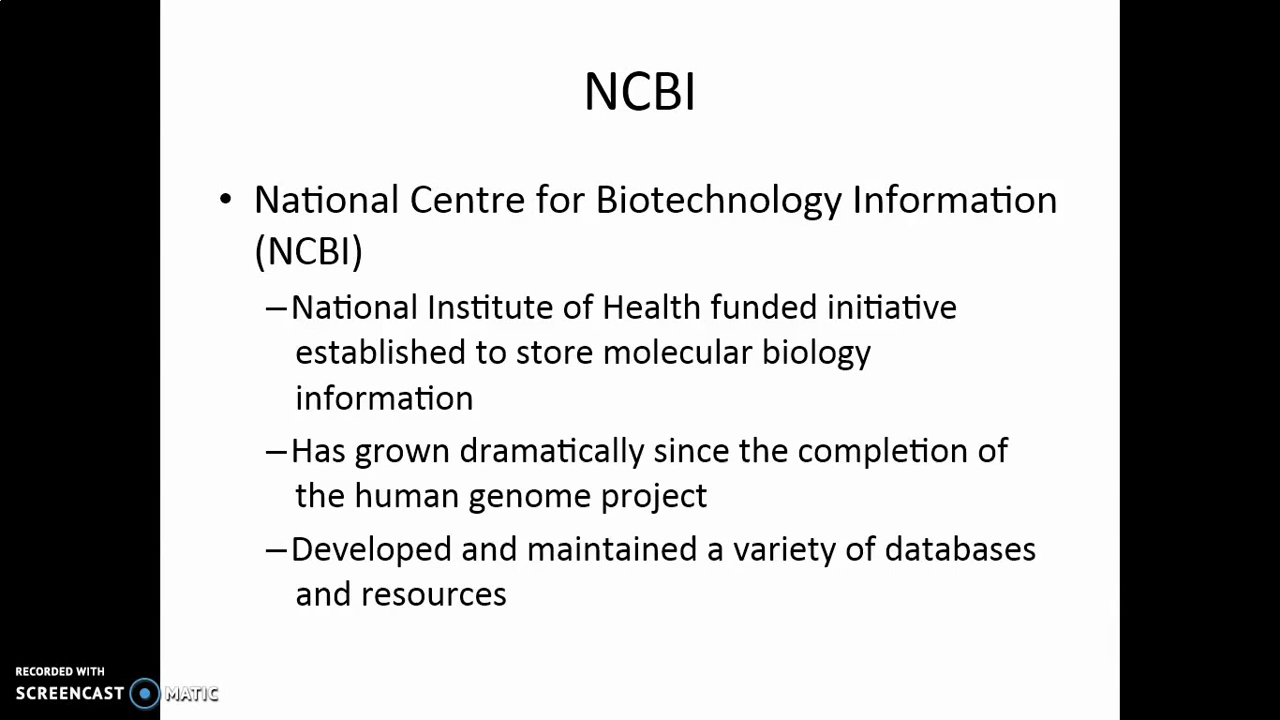 NCBI
• National Centre for Biotechnology Information
(NCBI)
–National Institute of Health funded initiative
established to store molecular biology
information
–Has grown dramatically since the completion of
the human genome project
–Developed and maintained a variety of databases
and resources
RECORDED WITH
SCREENCAST MATIC